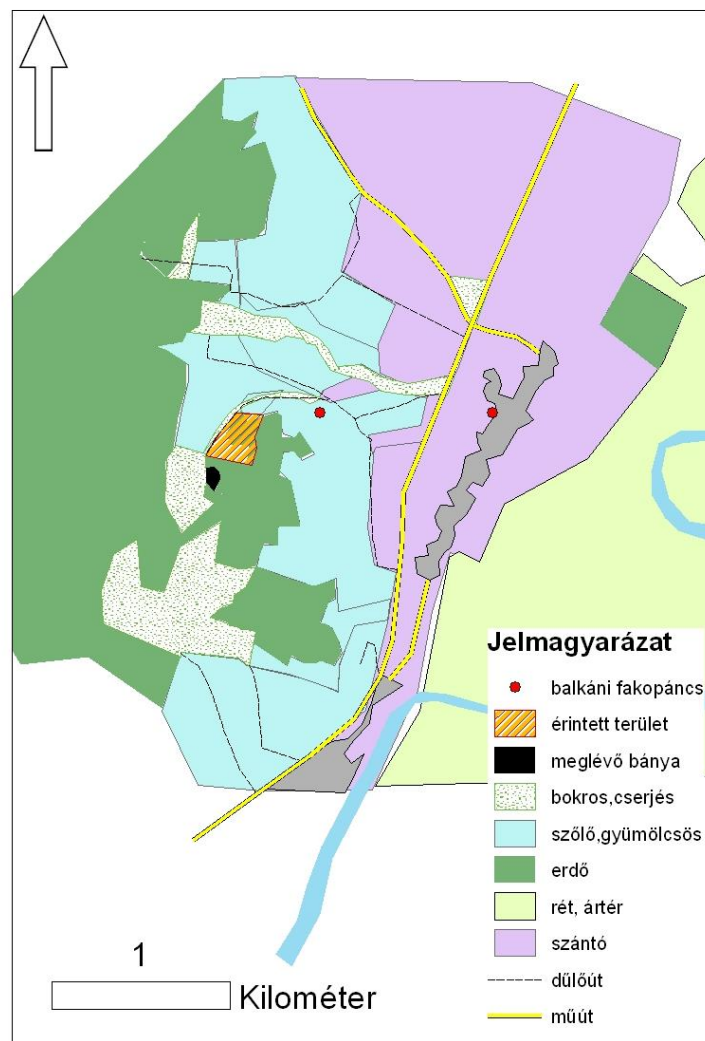 Jelmagyarázat
balkáni fakopáncs
érintett terület
meglévő bánya
bokros,cserjés
szőlő,gyümölcsös
erdő
rét, ártér
szántó
dűlőút
műút
1
Kilométer